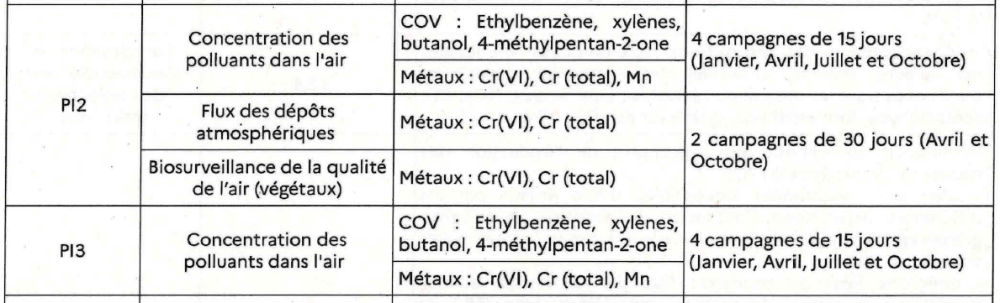 PI2
Concentration des
polluants dans l'air
COV : Ethylbenzène, xylènes,
butanol, 4-méthylpentan-2-one
Métaux : Cr(VI), Cr (total), Mn
4 campagnes de 15 jours
(Janvier, Avril, Juillet et Octobre)
Flux des dépôts
atmosphériques
Métaux : Cr(VI), Cr (total)
2 campagnes de 30 jours (Avril et
Octobre)
Biosurveillance de la qualité
de l'air (végétaux)
Métaux : Cr(VI), Cr (total)
PI3
Concentration des
polluants dans l'air
COV : Ethylbenzène, xylènes,
butanol, 4-méthylpentan-2-one
Métaux : Cr(VI), Cr (total), Mn
4 campagnes de 15 jours
(Janvier, Avril, Juillet et Octobre)